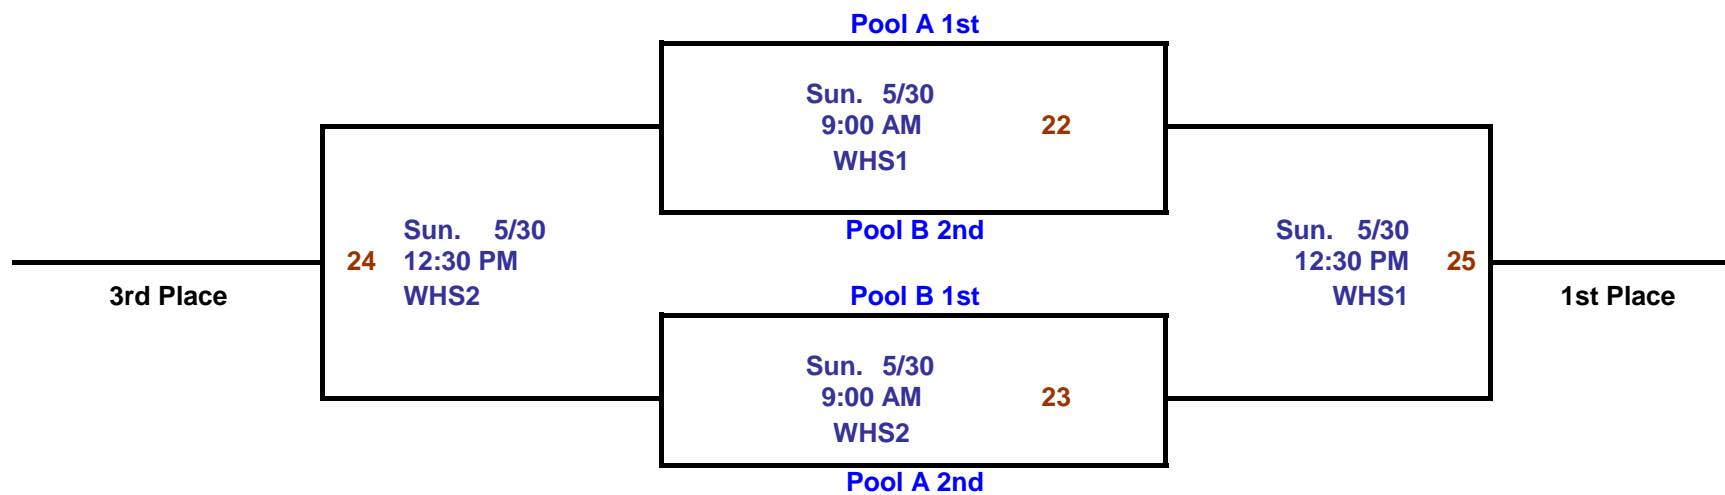 Pool A 1st
Sun. 5/30
9:00 AM 22
WHS1
Pool B 2nd
Sun. 5/30
24 12:30 PM
WHS2
3rd Place
Sun. 5/30
12:30 PM 25
WHS1
1st Place
Pool B 1st
Sun. 5/30
9:00 AM 23
WHS2
Pool A 2nd